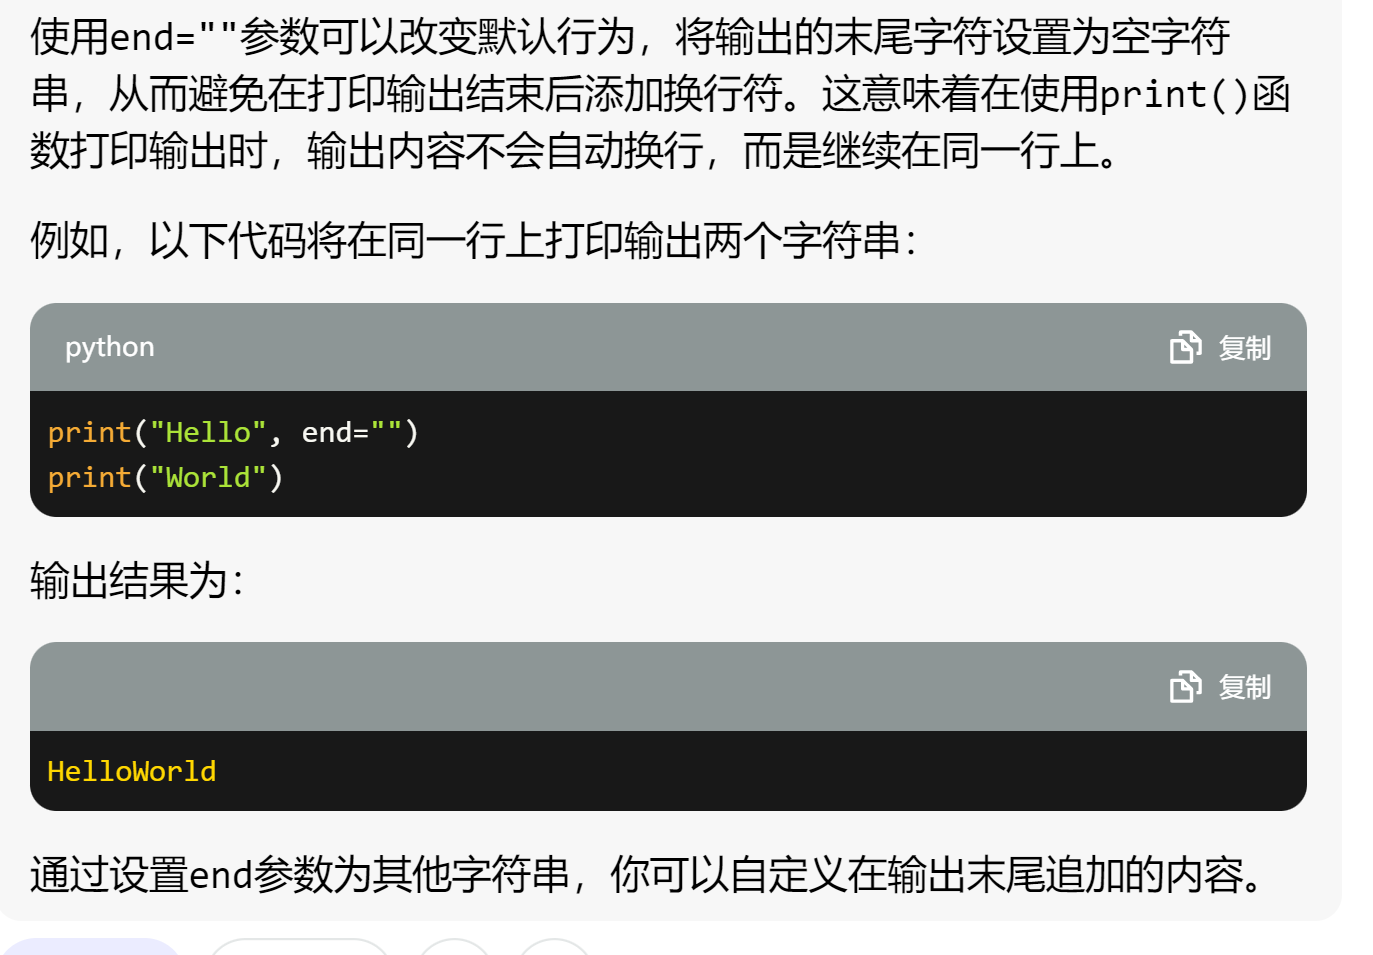 使用end=""参数可以改变默认行为，将输出的末尾字符设置为空字符
串，从而避免在打印输出结束后添加换行符。这意味着在使用print()函
数打印输出时，输出内容不会自动换行，而是继续在同一行上。
例如，以下代码将在同一行上打印输出两个字符串：
python 复制
print("Hello", end="")
print("World")
输出结果为：
复制
HelloWorld
通过设置end参数为其他字符串，你可以自定义在输出末尾追加的内容。